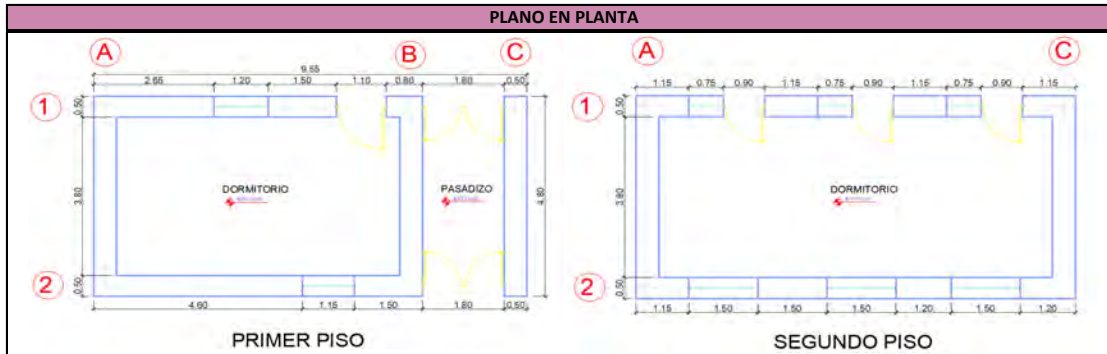 PLANO EN PLANTA
A B C
9.55
2.65 1.20 1.50 1.10 0.80 1.80 0.50
1
0.50
3.80
DORMITORIO
PASADIZO
4.80
2
0.50
4.60 1.15 1.50 1.80 0.50
PRIMER PISO
A C
1.15 0.75 0.90 1.15 0.75 0.90 1.15 0.75 0.90 1.15
1
0.50
3.80
DORMITORIO
2
0.50
1.15 1.50 1.50 1.50 1.20 1.50 1.20
SEGUNDO PISO